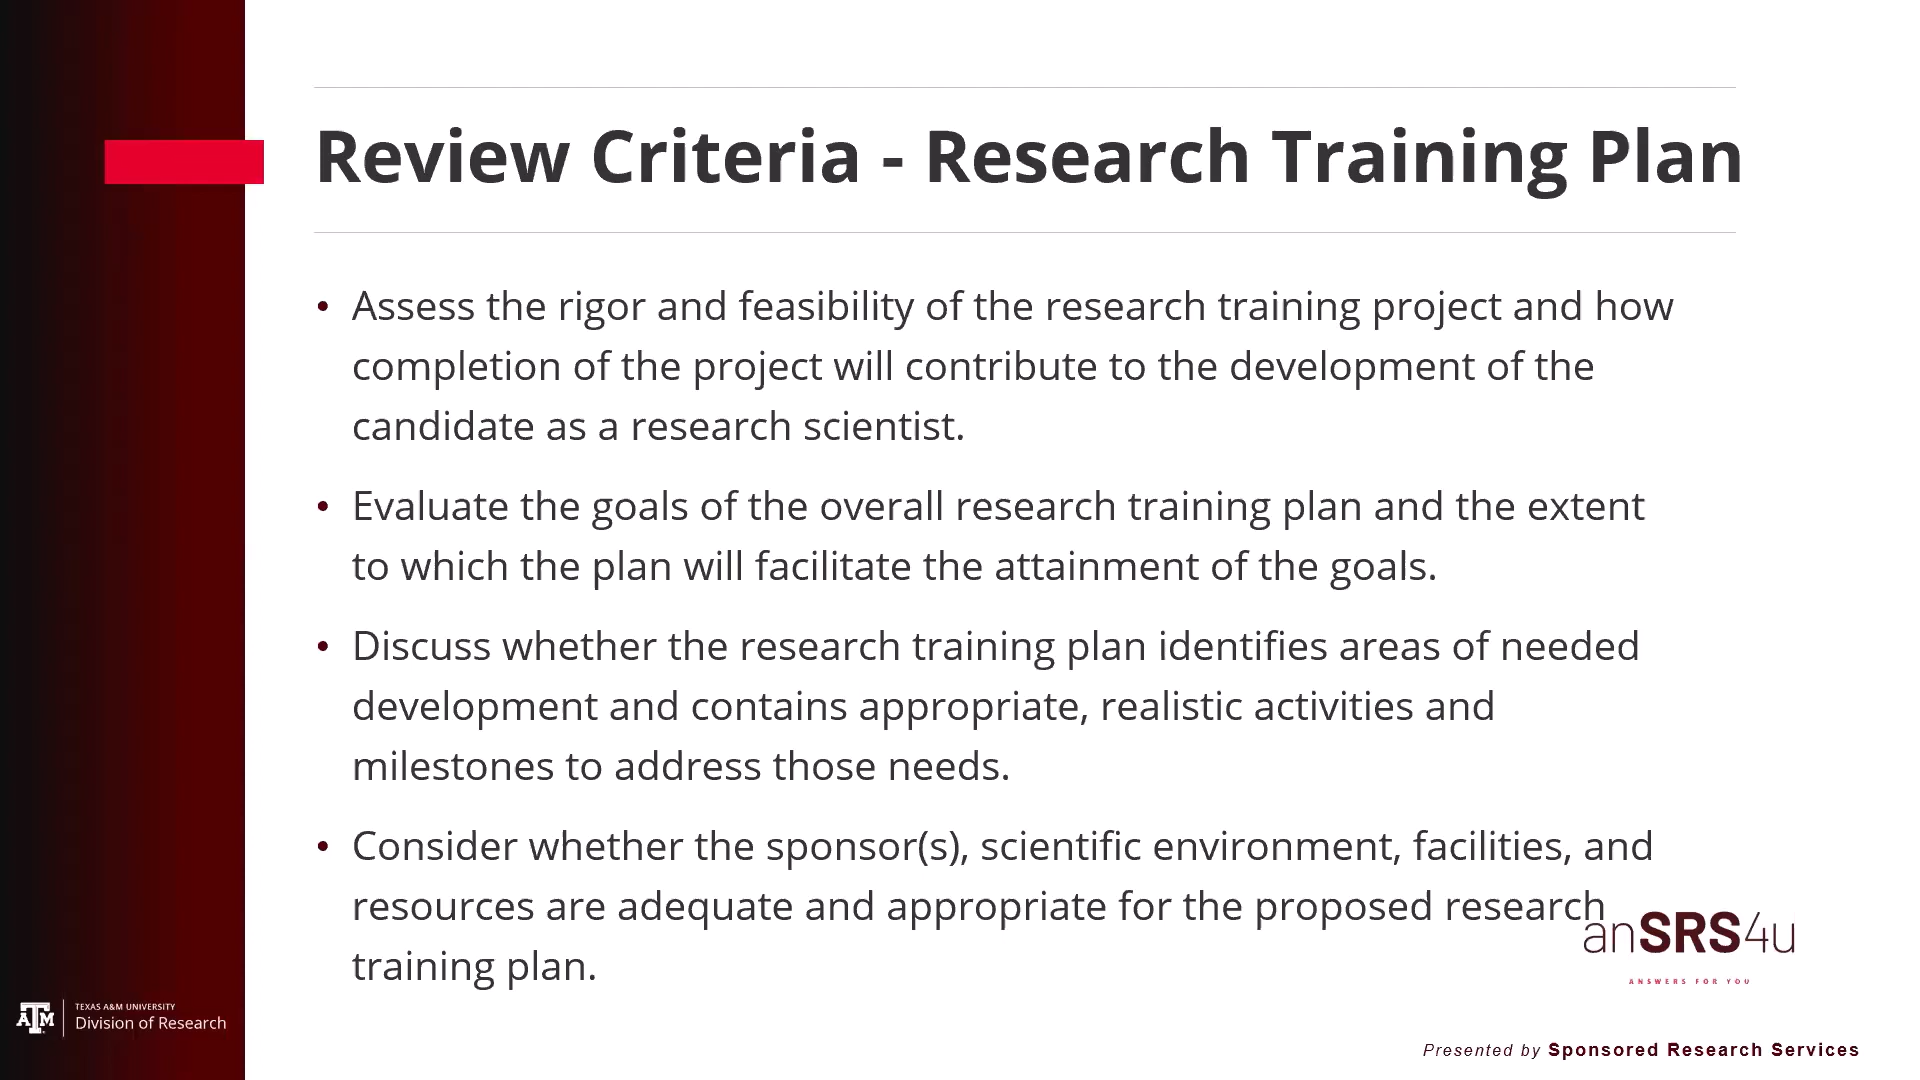 Review Criteria - Research Training Plan
• Assess the rigor and feasibility of the research training project and how
completion of the project will contribute to the development of the
candidate as a research scientist.
• Evaluate the goals of the overall research training plan and the extent
to which the plan will facilitate the attainment of the goals.
• Discuss whether the research training plan identifies areas of needed
development and contains appropriate, realistic activities and
milestones to address those needs.
• Consider whether the sponsor(s), scientific environment, facilities, and
resources are adequate and appropriate for the proposed research
training plan.
anSRS4u
ANSWERS FOR YOU
ATM
TEXAS A&M UNIVERSITY
Division of Research
Presented by Sponsored Research Services